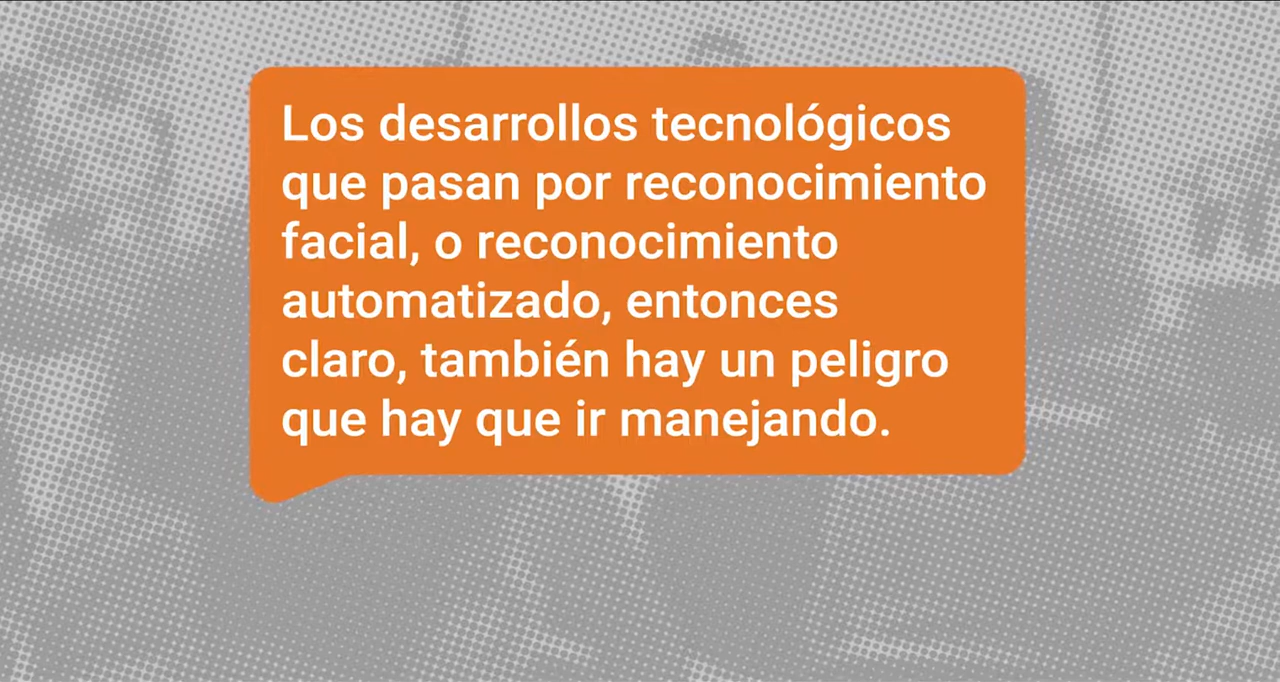 Los desarrollos tecnológicos
que pasan por reconocimiento
facial, o reconocimiento
automatizado, entonces
claro, también hay un peligro
que hay que ir manejando.